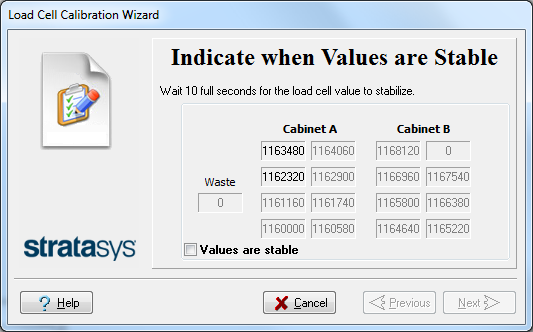 Load Cell Calibration Wizard
Indicate when Values are Stable
Wait 10 full seconds for the load cell value to stabilize.
Cabinet A Cabinet B
1163480 1164060 1168120 0
Waste 1162320 1162900 1166960 1167540
0 1161160 1161740 1165800 1166380
1160000 1160580 1164640 1165220
stratasys
Values are stable
? Help Cancel Previous Next